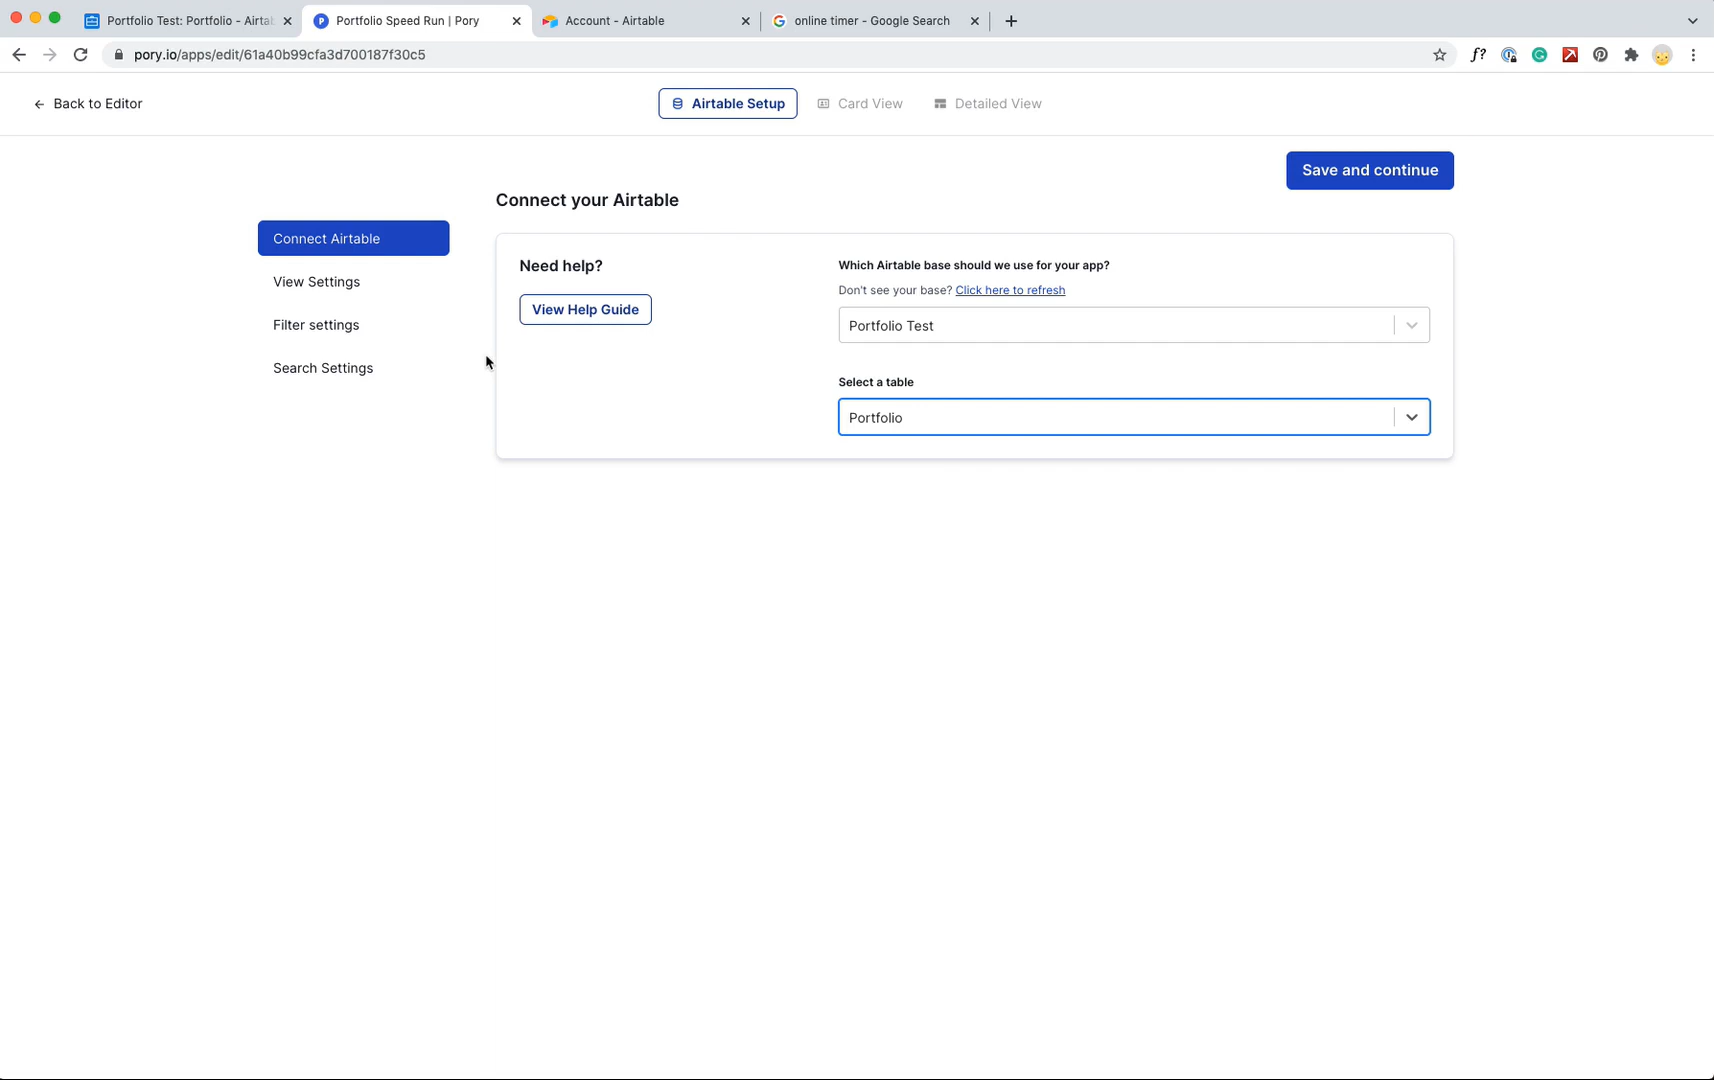 Portfolio Test: Portfolio - Airtab
Portfolio Speed Run | Pory
Account - Airtable
online timer - Google Search
pory.io/apps/edit/61a40b99cfa3d700187f30c5
Back to Editor
Airtable Setup
Card View
Detailed View
Save and continue
Connect your Airtable
Connect Airtable
View Settings
Filter settings
Search Settings
Need help?
View Help Guide
Which Airtable base should we use for your app?
Don't see your base? Click here to refresh
Portfolio Test
Select a table
Portfolio